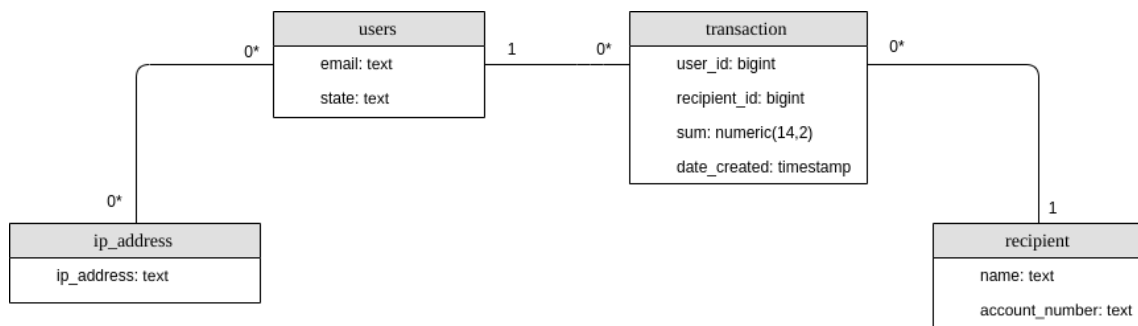 users
email: text
state: text
0*
1
0*
transaction
user_id: bigint
recipient_id: bigint
sum: numeric(14,2)
date_created: timestamp
0*
0*
ip_address
ip_address: text
1
recipient
name: text
account_number: text